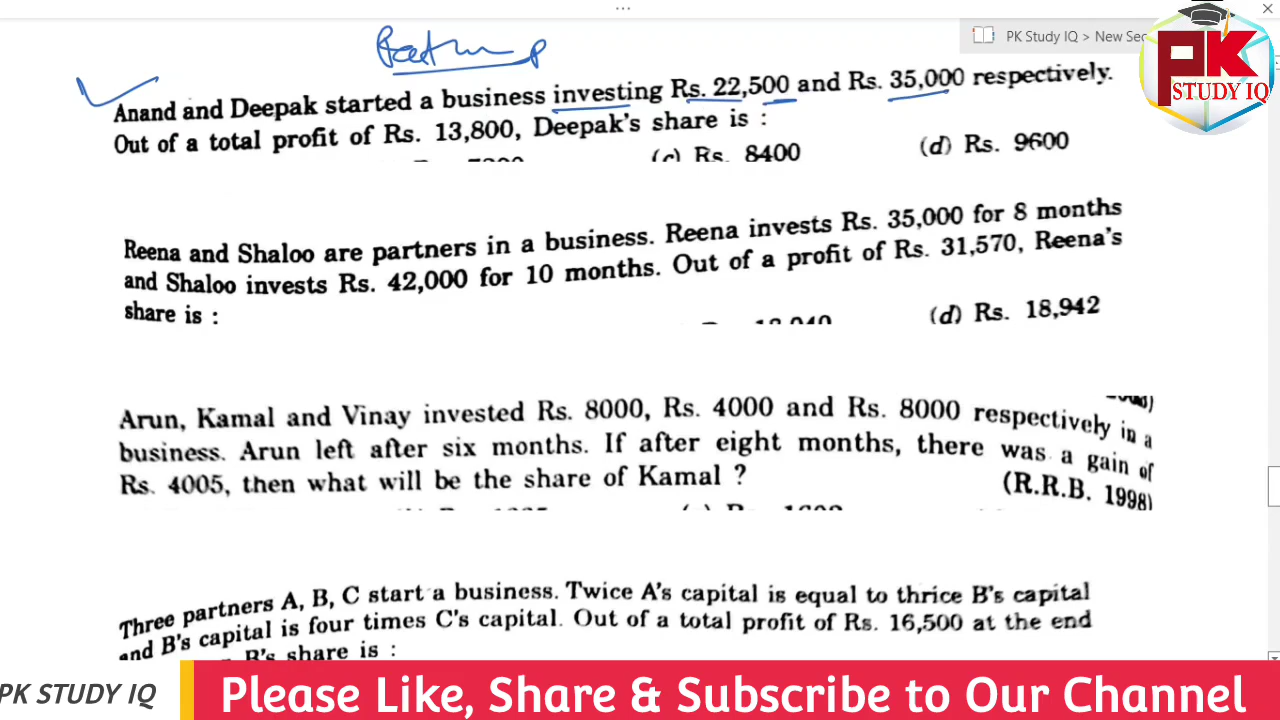 ...
PK Study IQ > New Sec
PK
STUDY IQ
Anand and Deepak started a business investing Rs. 22,500 and Rs. 35,000 respectively.
Out of a total profit of Rs. 13,800, Deepak's share is :
(c) Rs. 8400 (d) Rs. 9600
Reena and Shaloo are partners in a business. Reena invests Rs. 35,000 for 8 months
and Shaloo invests Rs. 42,000 for 10 months. Out of a profit of Rs. 31,570, Reena's
share is :
(d) Rs. 18,942
Arun, Kamal and Vinay invested Rs. 8000, Rs. 4000 and Rs. 8000 respectively in a
business. Arun left after six months. If after eight months, there was a gain of
Rs. 4005, then what will be the share of Kamal ?
(R.R.B. 1998)
Three partners A, B, C start a business. Twice A's capital is equal to thrice B's capital
and B's capital is four times C's capital. Out of a total profit of Rs. 16,500 at the end
B's share is :
PK STUDY IQ
Please Like, Share & Subscribe to Our Channel